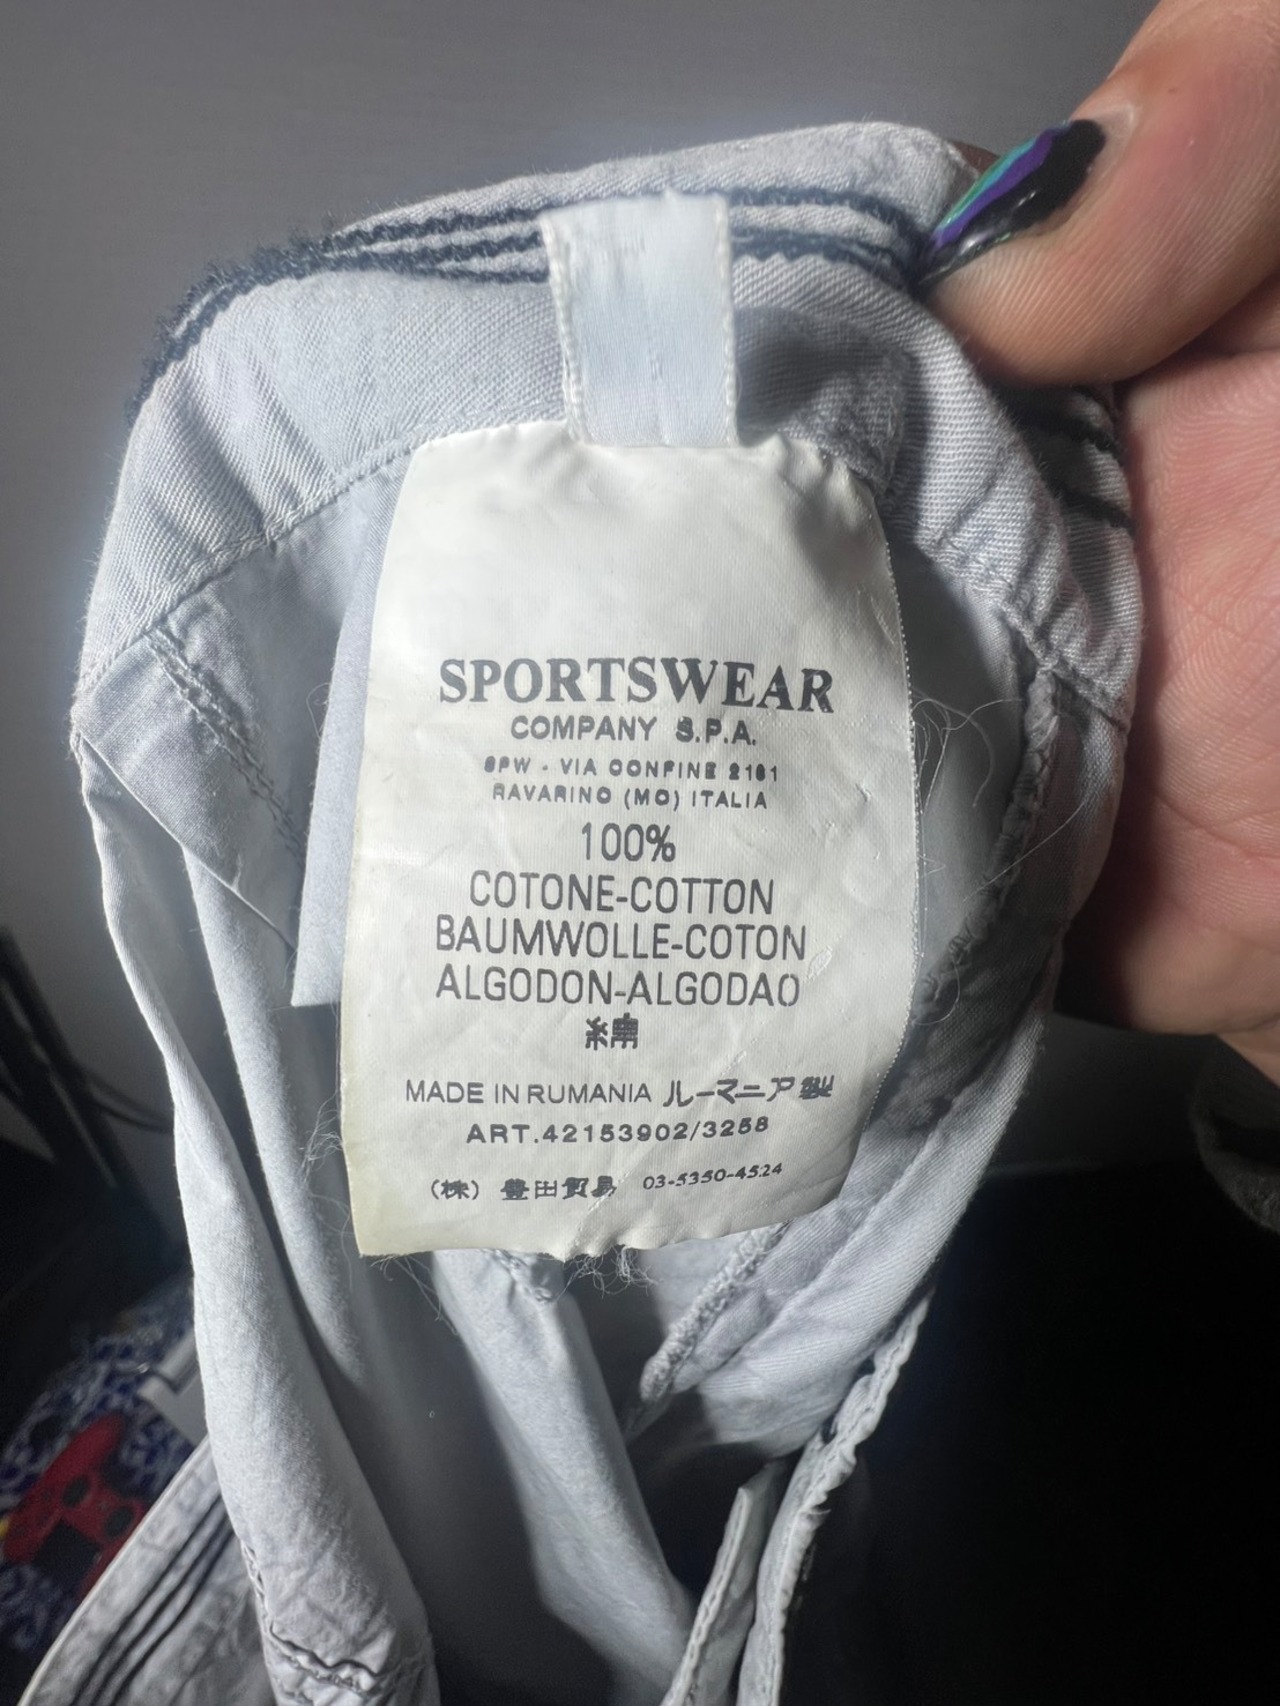 SPORTSWEAR
COMPANY S.P.A.
SPW - VIA CONFINE 2161
RAVARINO (MO) ITALIA
100%
COTONE-COTTON
BAUMWOLLE-COTON
ALGODON-ALGODAO
綿
MADE IN RUMANIA ルーマニア製
ART.42153902/3258
(株) 豊田貿易 03-5350-4524